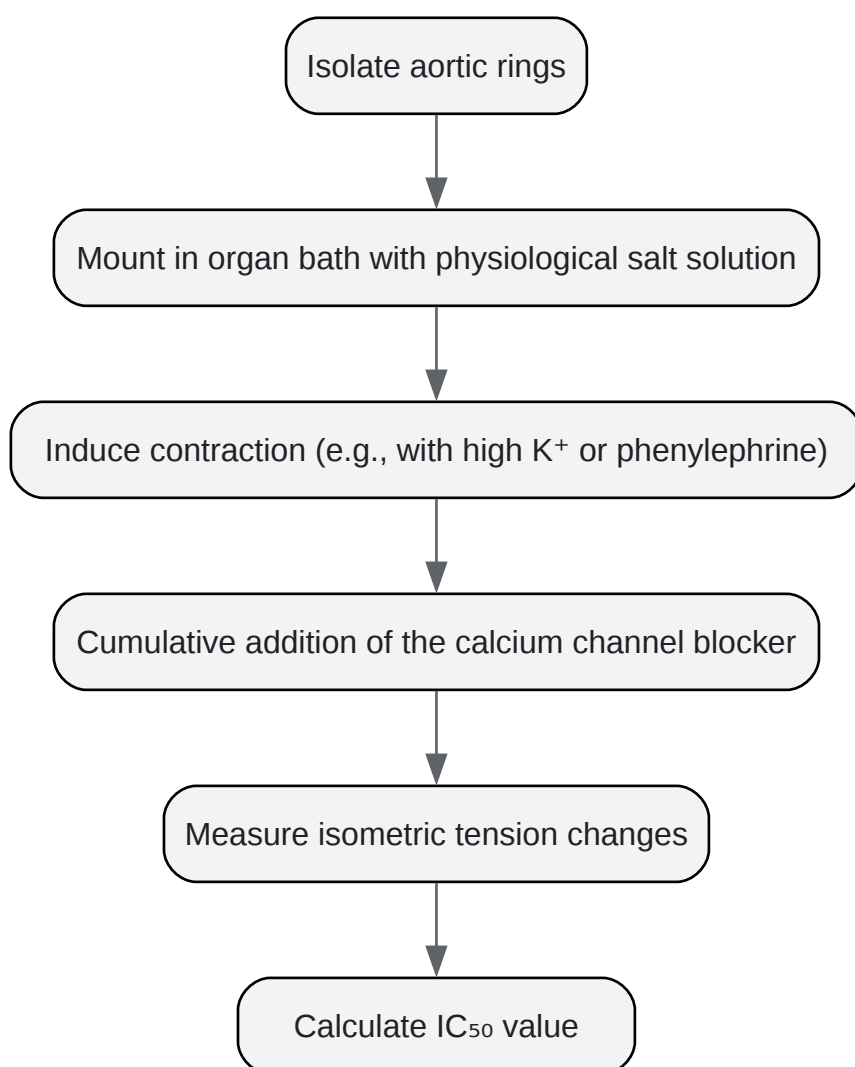 Isolate aortic rings
Mount in organ bath with physiological salt solution
Induce contraction (e.g., with high K⁺ or phenylephrine)
Cumulative addition of the calcium channel blocker
Measure isometric tension changes
Calculate IC₅₀ value